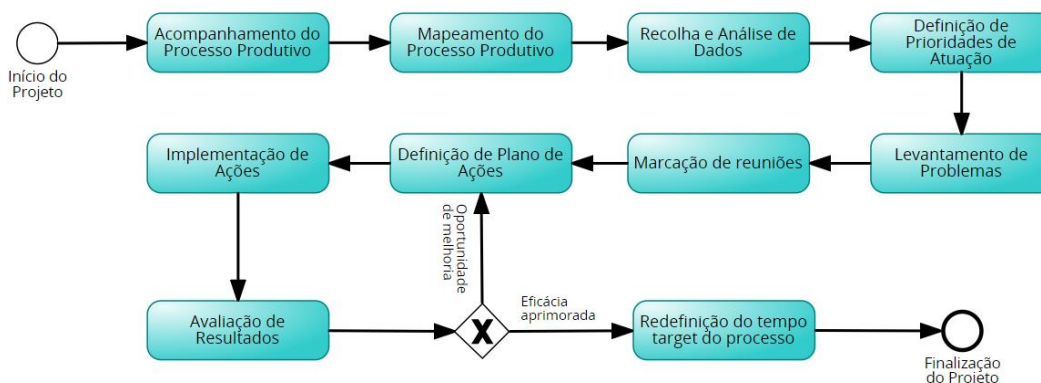 Início do
Projeto
Acompanhamento do
Processo Produtivo
Mapeamento do
Processo Produtivo
Recolha e Análise de
Dados
Definição de
Prioridades de
Atuação
Levantamento de
Problemas
Marcação de reuniões
Definição de Plano de
Ações
Implementação de
Ações
Avaliação de
Resultados
X
Oportunidade
de melhoria
Eficácia
aprimorada
Redefinição do tempo
target do processo
Finalização
do Projeto